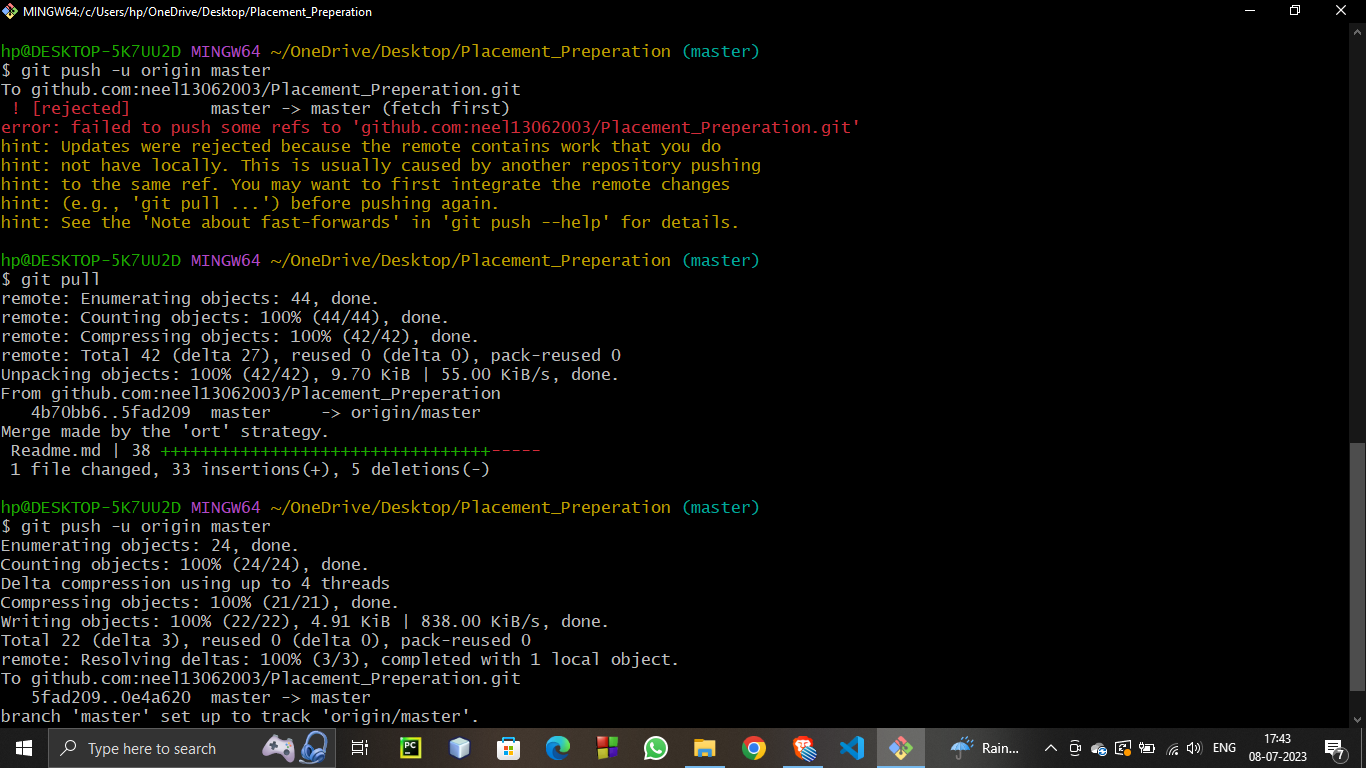 MINGW64:/c/Users/hp/OneDrive/Desktop/Placement_Preperation
hp@DESKTOP-5K7UU2D MINGW64 ~/OneDrive/Desktop/Placement_Preperation (master)
$ git push -u origin master
To github.com:neel13062003/Placement_Preperation.git
 ! [rejected]        master -> master (fetch first)
error: failed to push some refs to 'github.com:neel13062003/Placement_Preperation.git'
hint: Updates were rejected because the remote contains work that you do
hint: not have locally. This is usually caused by another repository pushing
hint: to the same ref. You may want to first integrate the remote changes
hint: (e.g., 'git pull ...') before pushing again.
hint: See the 'Note about fast-forwards' in 'git push --help' for details.
hp@DESKTOP-5K7UU2D MINGW64 ~/OneDrive/Desktop/Placement_Preperation (master)
$ git pull
remote: Enumerating objects: 44, done.
remote: Counting objects: 100% (44/44), done.
remote: Compressing objects: 100% (42/42), done.
remote: Total 42 (delta 27), reused 0 (delta 0), pack-reused 0
Unpacking objects: 100% (42/42), 9.70 KiB | 55.00 KiB/s, done.
From github.com:neel13062003/Placement_Preperation
   4b70bb6..5fad209  master     -> origin/master
Merge made by the 'ort' strategy.
 Readme.md | 38 +++++++++++++++++++++++++++++++++-----
 1 file changed, 33 insertions(+), 5 deletions(-)
hp@DESKTOP-5K7UU2D MINGW64 ~/OneDrive/Desktop/Placement_Preperation (master)
$ git push -u origin master
Enumerating objects: 24, done.
Counting objects: 100% (24/24), done.
Delta compression using up to 4 threads
Compressing objects: 100% (21/21), done.
Writing objects: 100% (22/22), 4.91 KiB | 838.00 KiB/s, done.
Total 22 (delta 3), reused 0 (delta 0), pack-reused 0
remote: Resolving deltas: 100% (3/3), completed with 1 local object.
To github.com:neel13062003/Placement_Preperation.git
   5fad209..0e4a620  master -> master
branch 'master' set up to track 'origin/master'.
Type here to search
PC
Rain...
ENG
17:43
08-07-2023
7